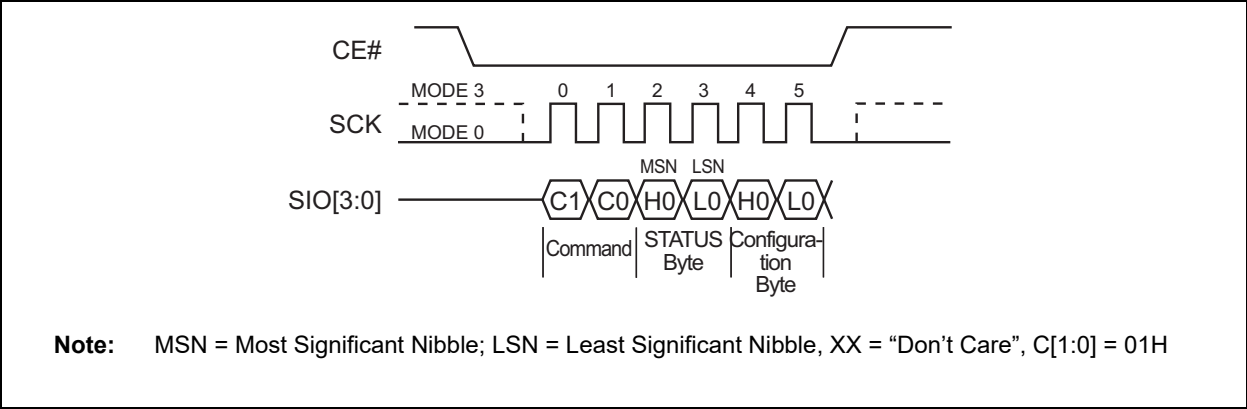 CE#
MODE 3 0 1 2 3 4 5
SCK
MODE 0
MSN LSN
SIO[3:0] C1 C0 H0 L0 H0 L0
Command STATUS Byte Configura-tion Byte
Note: MSN = Most Significant Nibble; LSN = Least Significant Nibble, XX = “Don’t Care”, C[1:0] = 01H